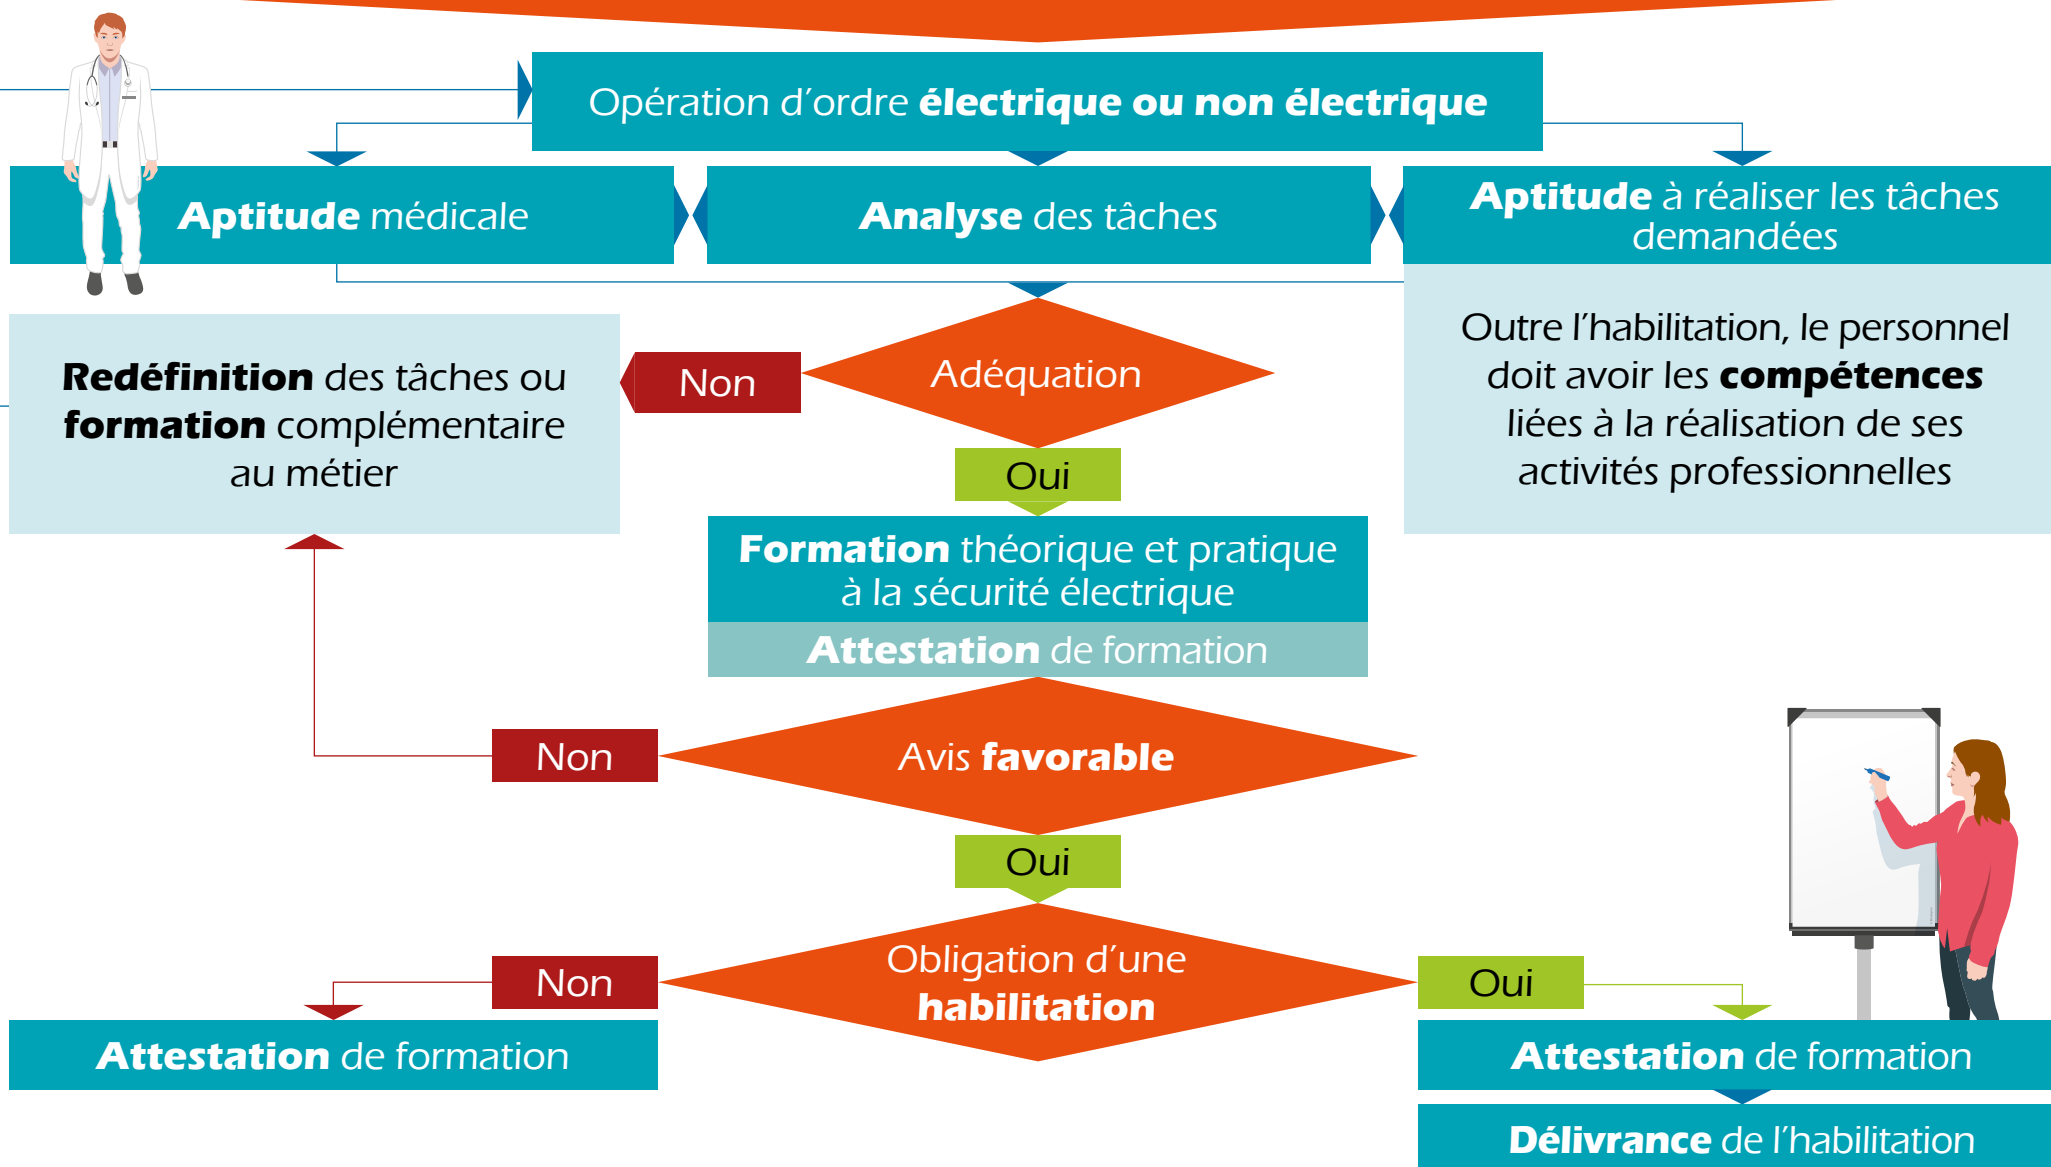 Opération d'ordre électrique ou non électrique
Aptitude médicale
Analyse des tâches
Aptitude à réaliser les tâches
demandées
Outre l'habilitation, le personnel
doit avoir les compétences
liées à la réalisation de ses
activités professionnelles
Redéfinition des tâches ou
formation complémentaire
au métier
Non
Adéquation
Oui
Formation théorique et pratique
à la sécurité électrique
Attestation de formation
Non
Avis favorable
Oui
Non
Obligation d'une
habilitation
Oui
Attestation de formation
Attestation de formation
Délivrance de l'habilitation